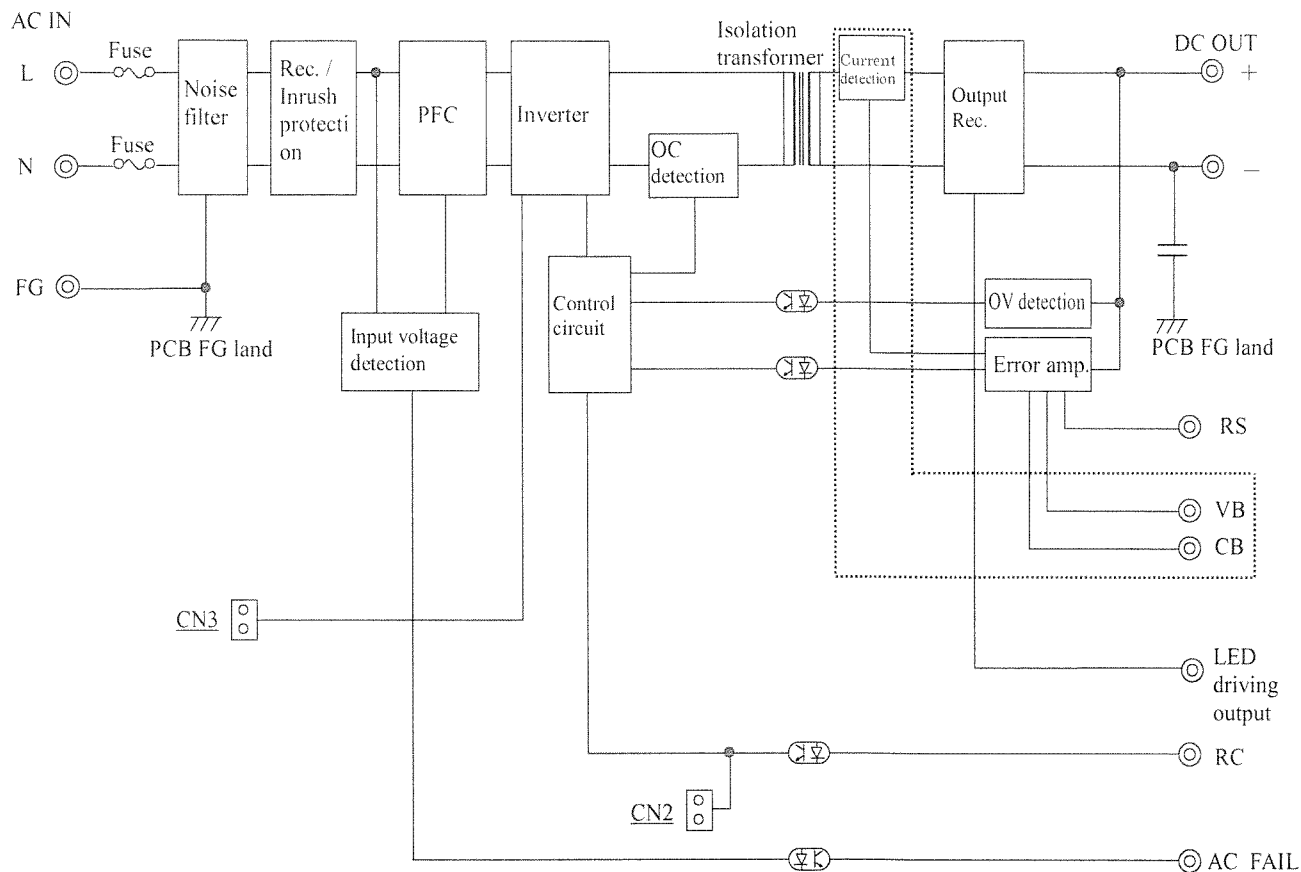 AC IN
Fuse
L
Noise
filter
Rec. /
Inrush
protecti
on
PFC
Inverter
OC
detection
Isolation
transformer
Current
detection
Output
Rec.
DC OUT
+
Fuse
N
−
FG
PCB FG land
Input voltage
detection
Control
circuit
OV detection
Error amp.
PCB FG land
RS
VB
CB
CN3
LED
driving
output
RC
CN2
AC FAIL